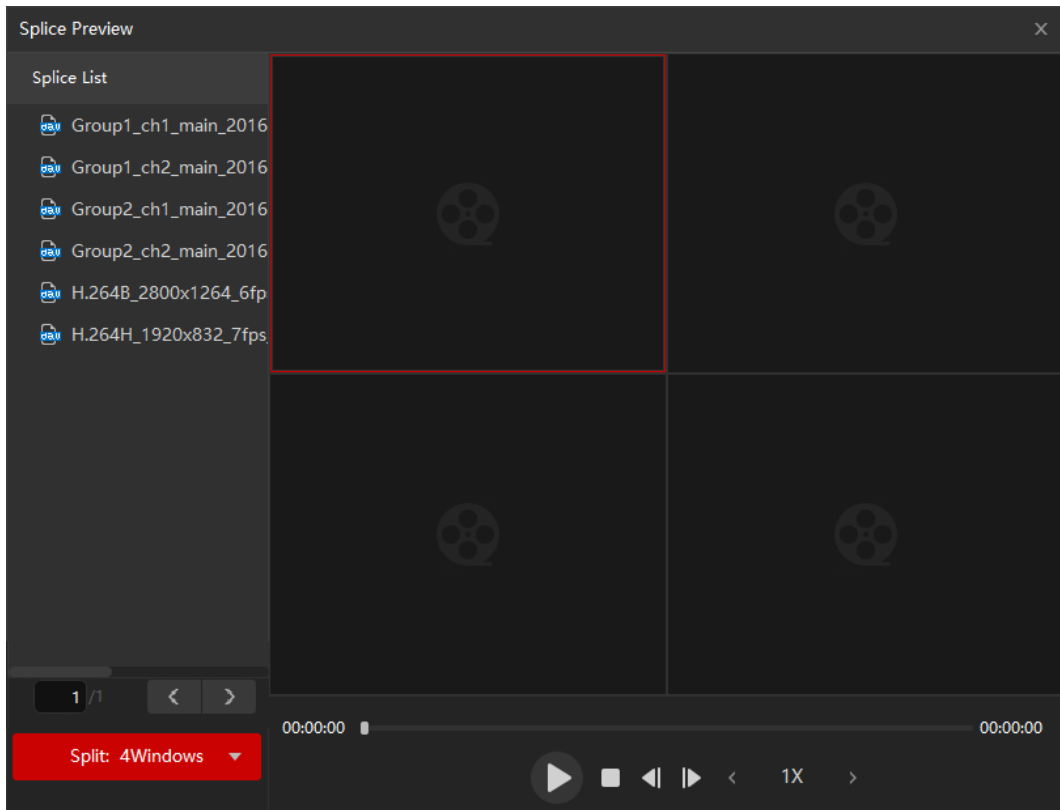 Splice Preview
Splice List
Group1_ch1_main_2016
Group1_ch2_main_2016
Group2_ch1_main_2016
Group2_ch2_main_2016
H.264B_2800x1264_6fp
H.264H_1920x832_7fps_
1 /1
Split: 4Windows
00:00:00 00:00:00
1X